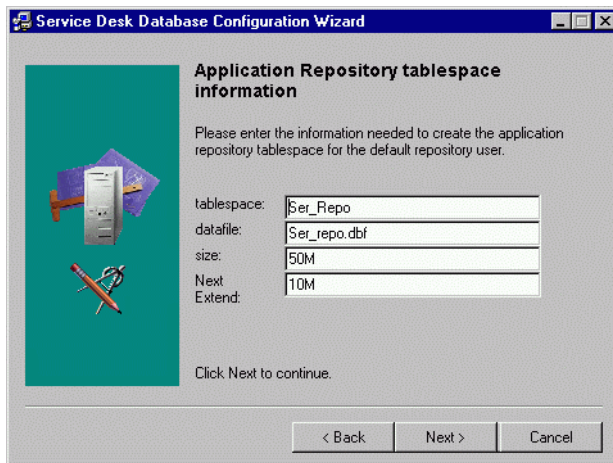 Service Desk Database Configuration Wizard
Application Repository tablespace
information
Please enter the information needed to create the application
repository tablespace for the default repository user.
tablespace: Ser_Repo
datafile: Ser_repo.dbf
size: 50M
Next
Extend: 10M
Click Next to continue.
< Back Next > Cancel